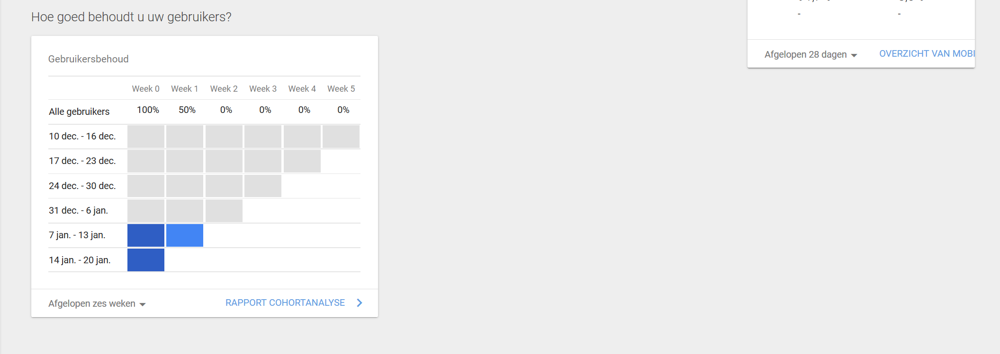 Hoe goed behoudt u uw gebruikers?
Gebruikersbehoud
Week 0 Week 1 Week 2 Week 3 Week 4 Week 5
Alle gebruikers 100% 50% 0% 0% 0% 0%
10 dec. - 16 dec.
17 dec. - 23 dec.
24 dec. - 30 dec.
31 dec. - 6 jan.
7 jan. - 13 jan.
14 jan. - 20 jan.
Afgelopen zes weken RAPPORT COHORTANALYSE
- -
Afgelopen 28 dagen OVERZICHT VAN MOBI